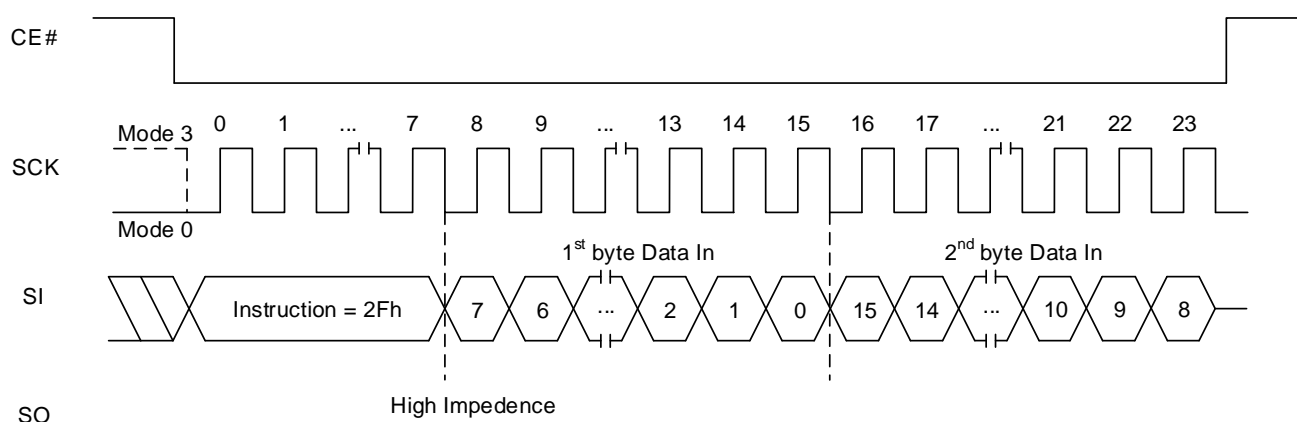 CE#
0 1 ... 7 8 9 ... 13 14 15 16 17 ... 21 22 23
Mode 3
SCK
Mode 0
1st byte Data In 2nd byte Data In
SI Instruction = 2Fh 7 6 ... 2 1 0 15 14 ... 10 9 8
High Impedence
SO